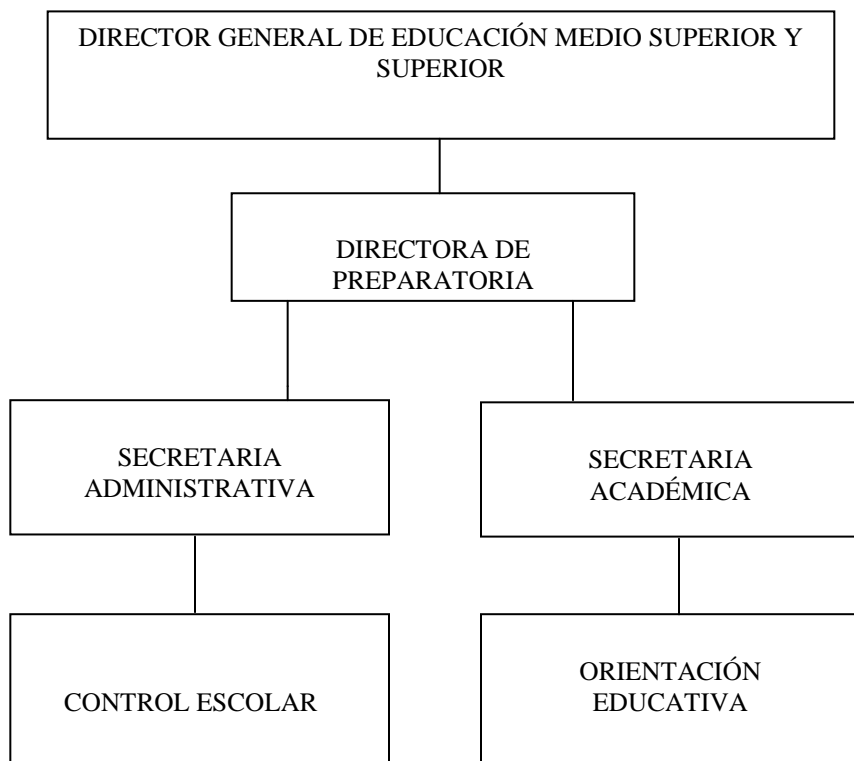 DIRECTOR GENERAL DE EDUCACIÓN MEDIO SUPERIOR Y
SUPERIOR
DIRECTORA DE
PREPARATORIA
SECRETARIA
ADMINISTRATIVA
SECRETARIA
ACADÉMICA
CONTROL ESCOLAR
ORIENTACIÓN
EDUCATIVA